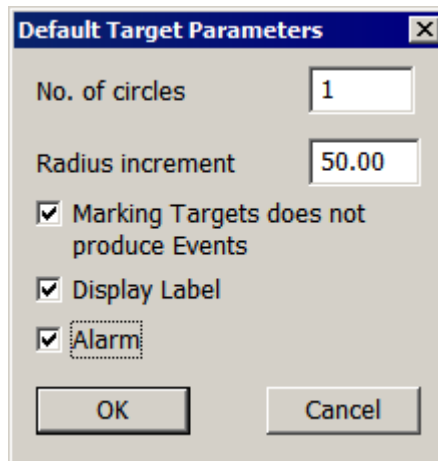 Default Target Parameters
No. of circles 1
Radius increment 50.00
Marking Targets does not
produce Events
Display Label
Alarm
OK Cancel